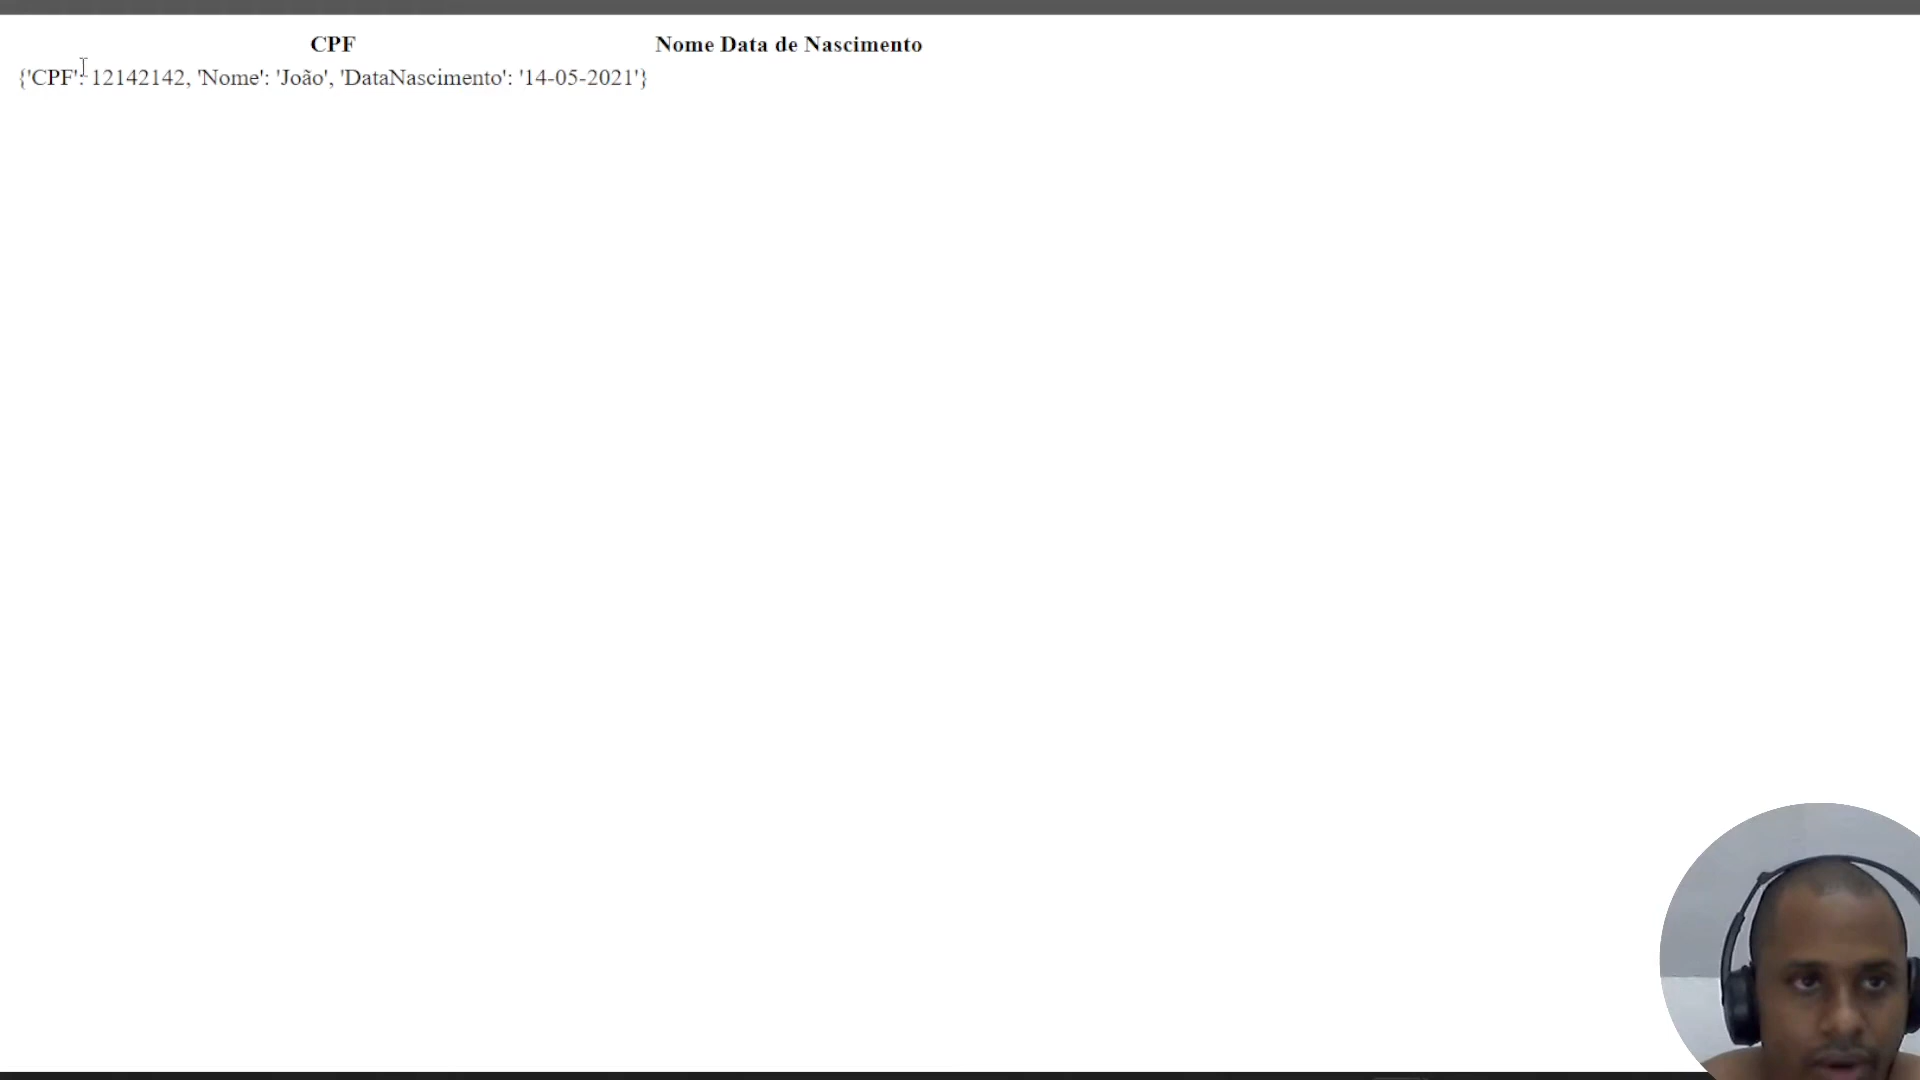 CPF Nome Data de Nascimento
{'CPF': 12142142, 'Nome': 'João', 'DataNascimento': '14-05-2021'}